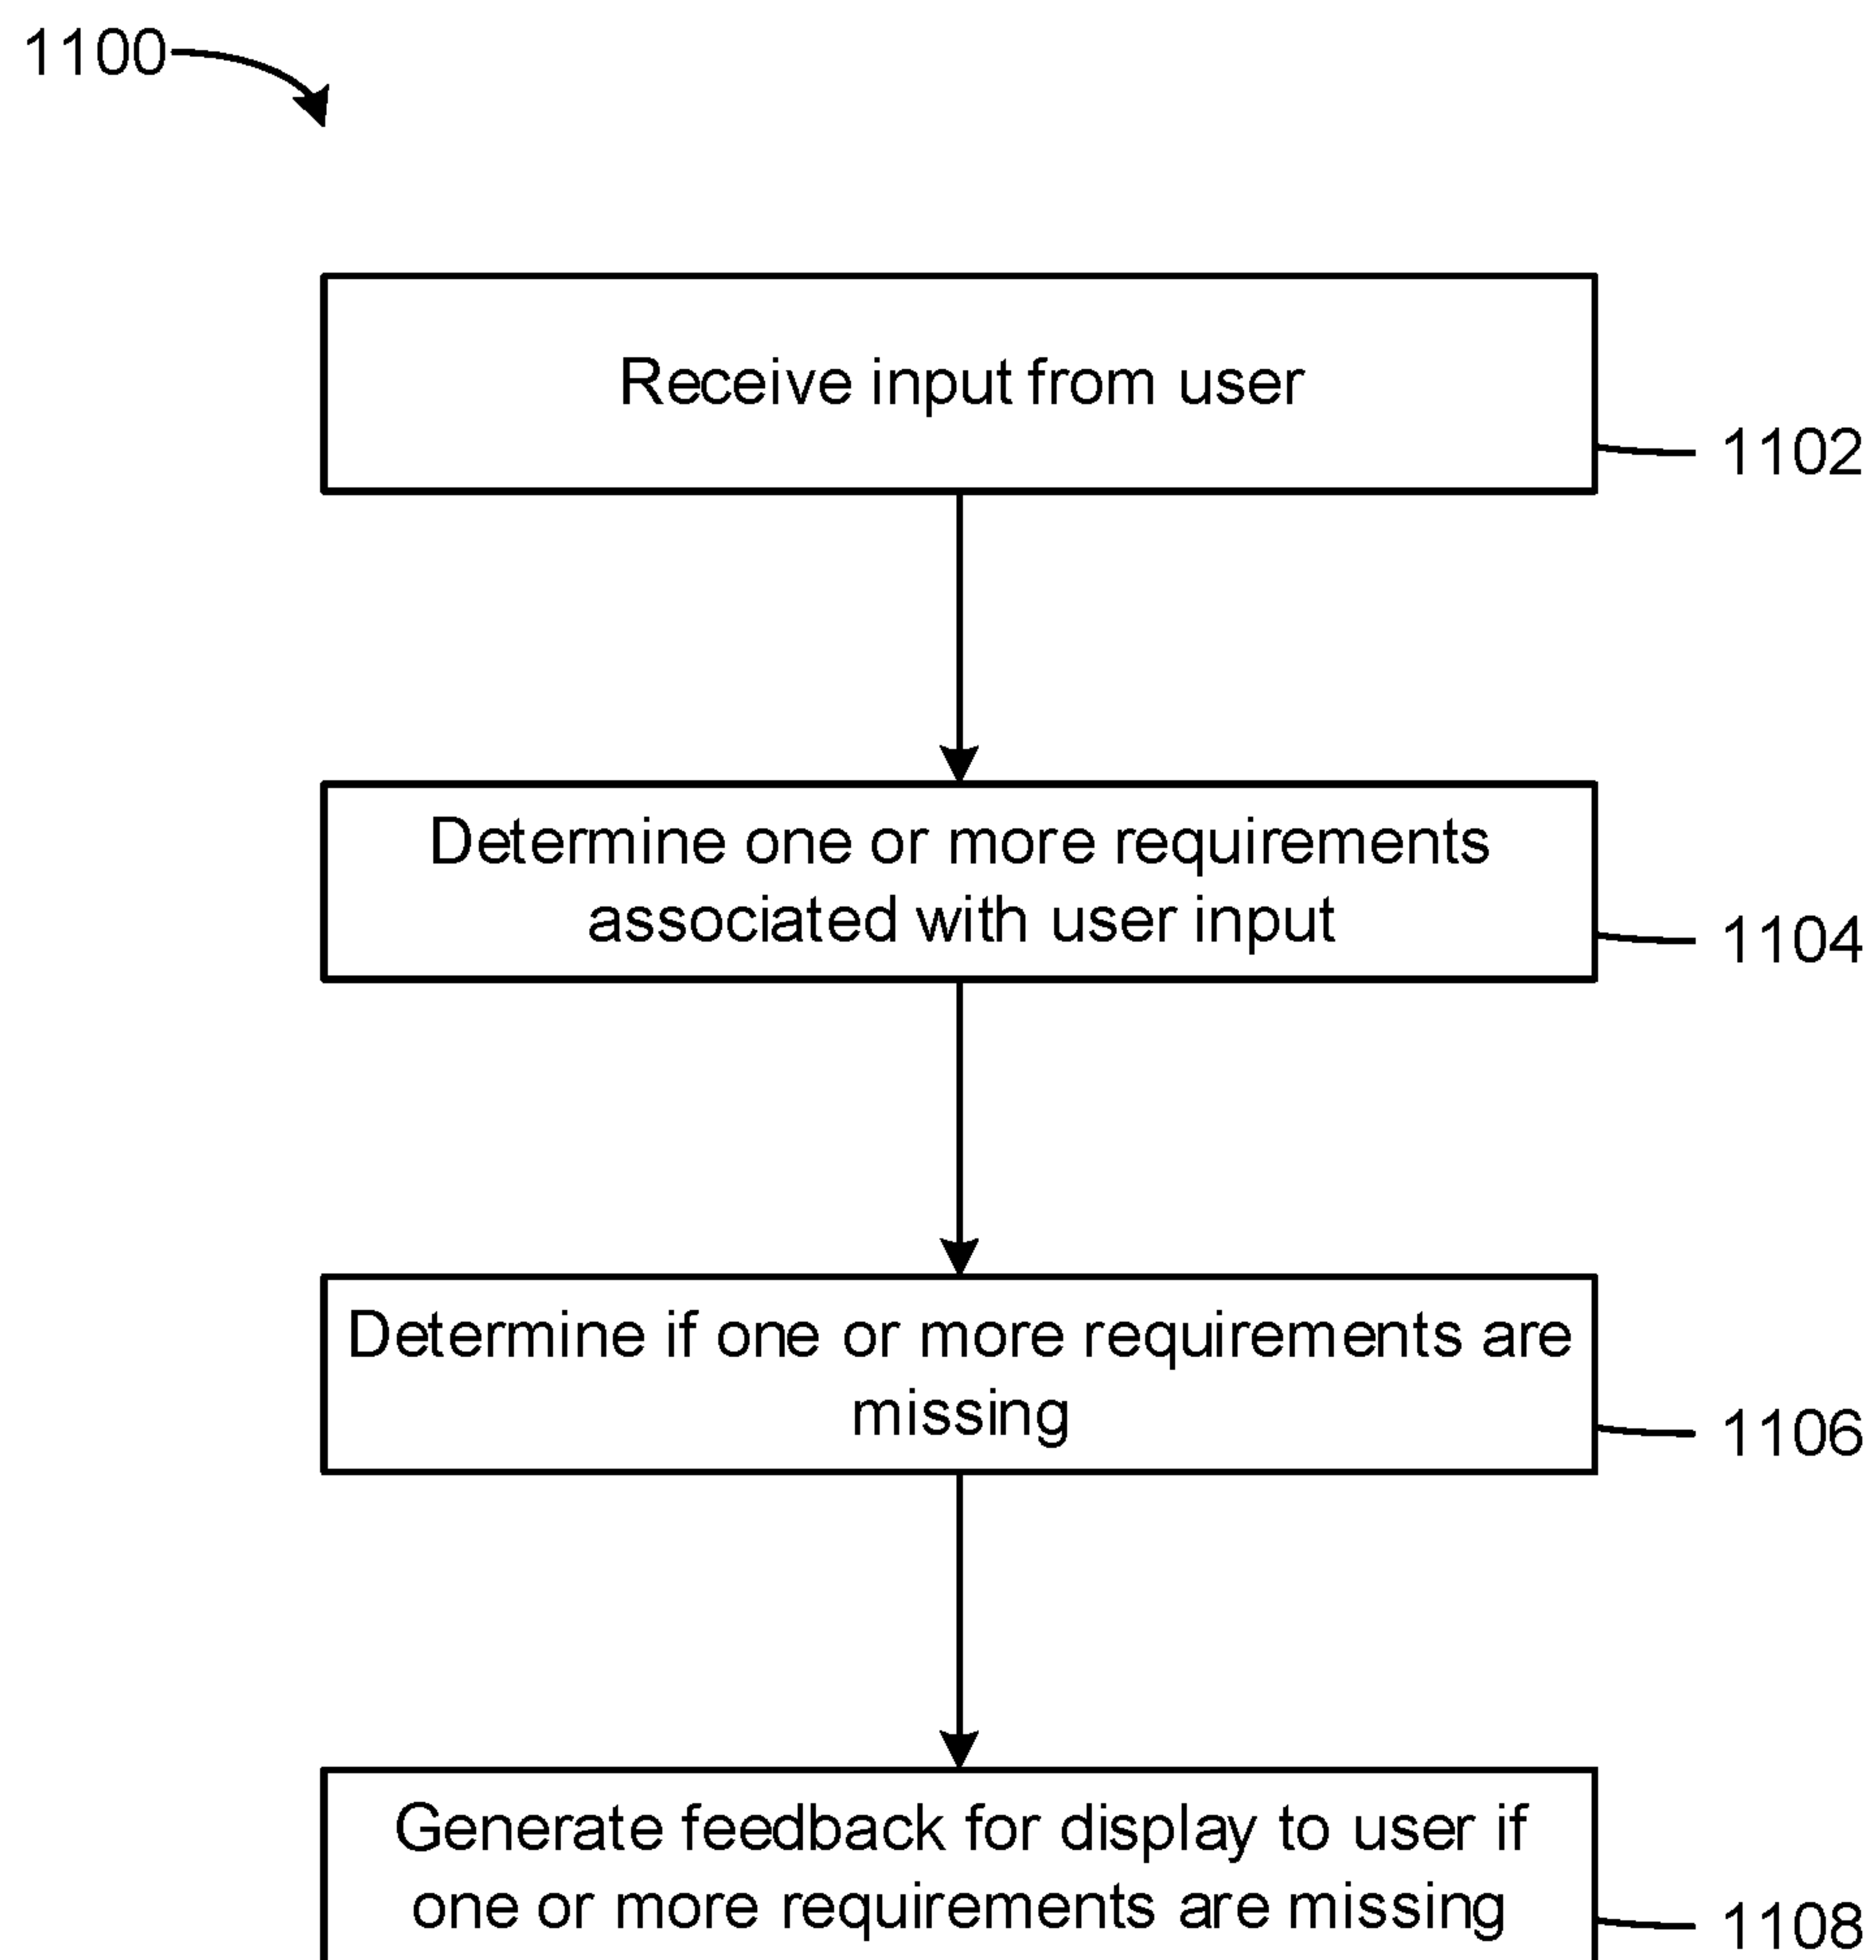 1100
Receive input from user
1102
Determine one or more requirements
associated with user input
1104
Determine if one or more requirements are
missing
1106
Generate feedback for display to user if
one or more requirements are missing
1108